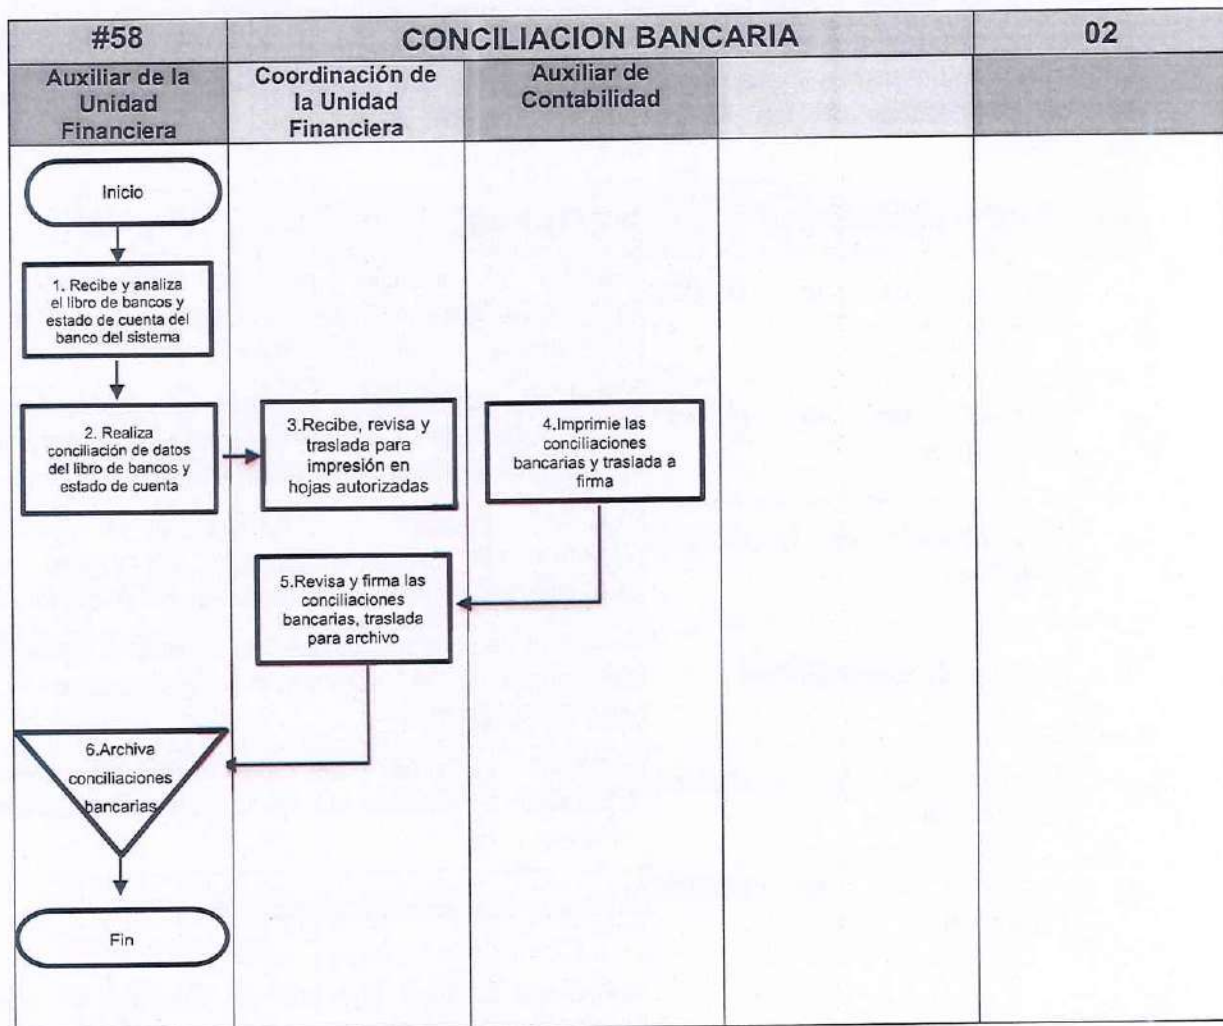 #58 CONCILIACION BANCARIA 02
Auxiliar de la
Unidad
Financiera
Coordinación de
la Unidad
Financiera
Auxiliar de
Contabilidad
Inicio
1. Recibe y analiza
el libro de bancos y
estado de cuenta del
banco del sistema
2. Realiza
conciliación de datos
del libro de bancos y
estado de cuenta
3.Recibe, revisa y
traslada para
impresión en
hojas autorizadas
4.Imprimie las
conciliaciones
bancarias y traslada a
firma
5.Revisa y firma las
conciliaciones
bancarias, traslada
para archivo
6.Archiva
conciliaciones
bancarias
Fin